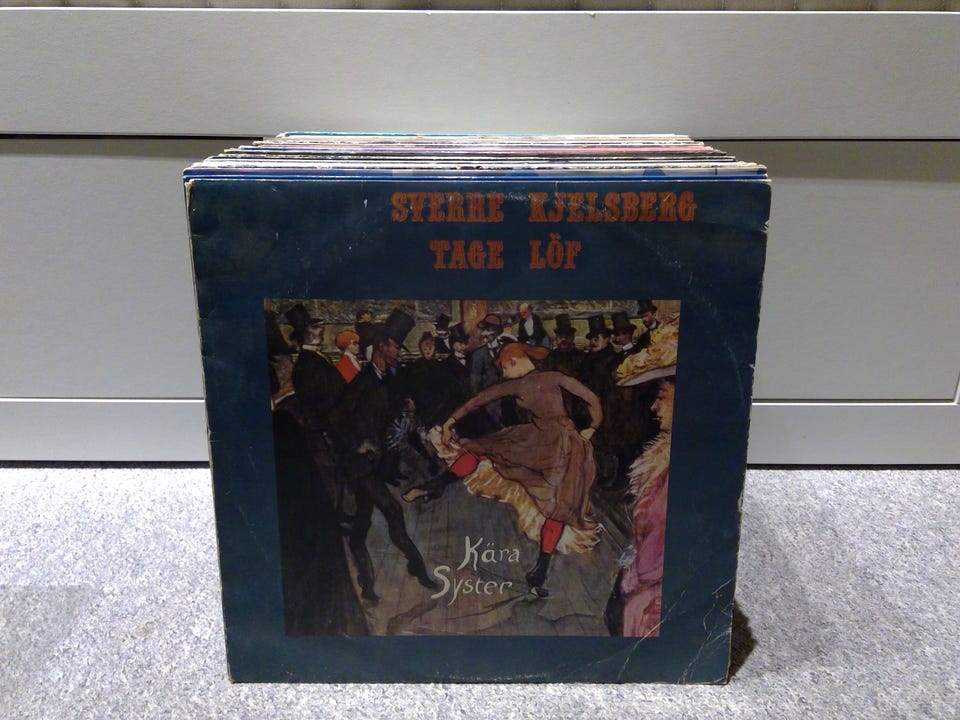 SVERRE KJELSBERG
TAGE LÖF
Kära
Syster